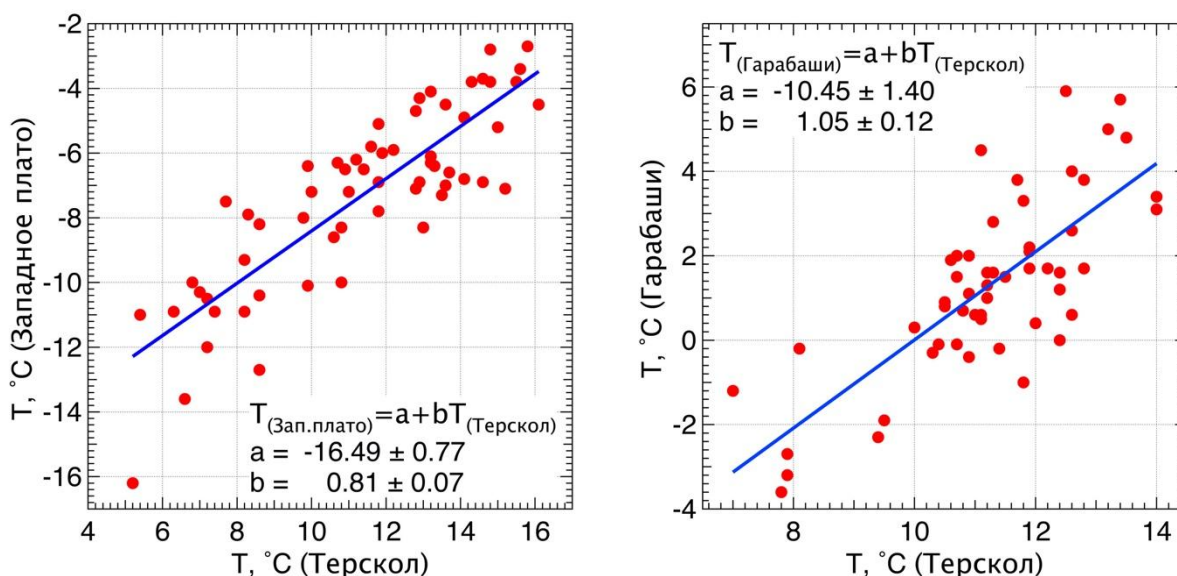 -2
-4
-6
-8
-10
-12
-14
-16
T, °C (Западное плато)
T(Зап.плато)=a+bT(Терскол)
a = -16.49 ± 0.77
b = 0.81 ± 0.07
4 6 8 10 12 14 16
T, °C (Терскол)
T(Гарабаши)=a+bT(Терскол)
a = -10.45 ± 1.40
b = 1.05 ± 0.12
6
4
2
0
-2
-4
T, °C (Гарабаши)
8 10 12 14
T, °C (Терскол)